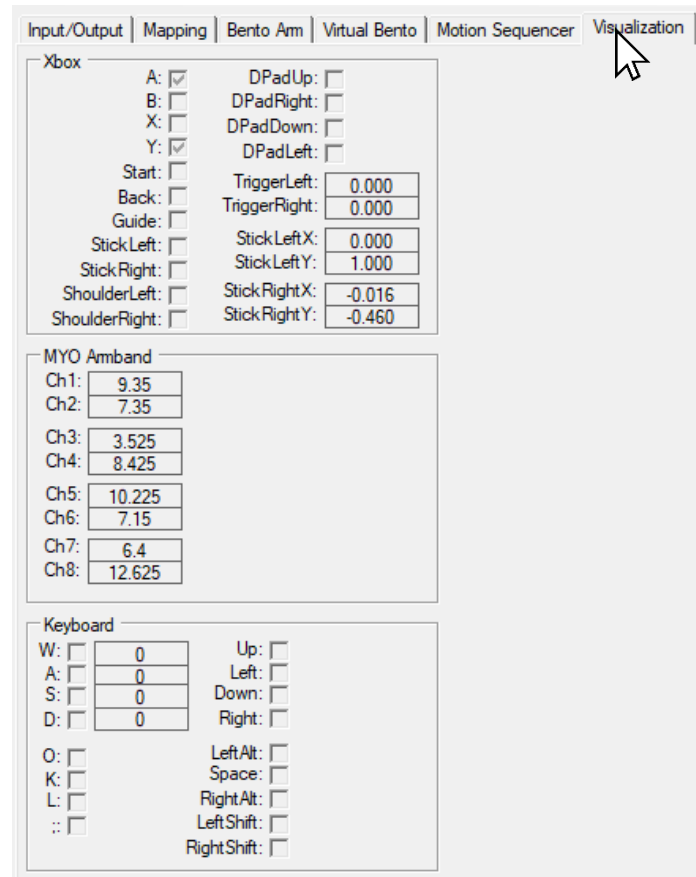 Input/Output Mapping Bento Arm Virtual Bento Motion Sequencer Visualization
Xbox
A: DPadUp:
B: DPadRight:
X: DPadDown:
Y: DPadLeft:
Start: TriggerLeft: 0.000
Back: TriggerRight: 0.000
Guide:
StickLeft: StickLeftX: 0.000
StickRight: StickLeftY: 1.000
ShoulderLeft: StickRightX: -0.016
ShoulderRight: StickRightY: -0.460
MYO Armband
Ch1: 9.35
Ch2: 7.35
Ch3: 3.525
Ch4: 8.425
Ch5: 10.225
Ch6: 7.15
Ch7: 6.4
Ch8: 12.625
Keyboard
W: 0 Up:
A: 0 Left:
S: 0 Down:
D: 0 Right:
O: LeftAlt:
K: Space:
L: RightAlt:
;: LeftShift:
RightShift: